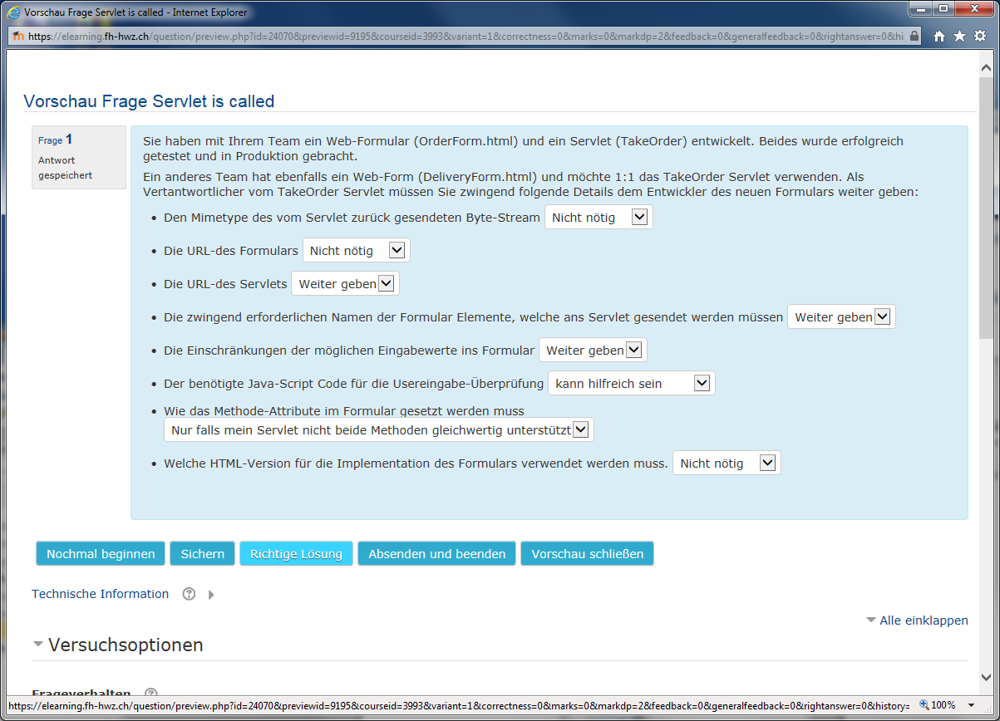 Vorschau Frage Servlet is called - Internet Explorer
https://elearning.fh-hwz.ch/question/preview.php?id=24070&previewid=9195&courseid=3993&variant=1&correctness=0&marks=0&markdp=2&feedback=0&generalfeedback=0&rightanswer=0&hi
Vorschau Frage Servlet is called
Frage 1
Antwort
gespeichert
Sie haben mit Ihrem Team ein Web-Formular (OrderForm.html) und ein Servlet (TakeOrder) entwickelt. Beides wurde erfolgreich
getestet und in Produktion gebracht.
Ein anderes Team hat ebenfalls ein Web-Form (DeliveryForm.html) und möchte 1:1 das TakeOrder Servlet verwenden. Als
Vertantwortlicher vom TakeOrder Servlet müssen Sie zwingend folgende Details dem Entwickler des neuen Formulars weiter geben:
• Den Mimetype des vom Servlet zurück gesendeten Byte-Stream Nicht nötig
• Die URL-des Formulars Nicht nötig
• Die URL-des Servlets Weiter geben
• Die zwingend erforderlichen Namen der Formular Elemente, welche ans Servlet gesendet werden müssen Weiter geben
• Die Einschränkungen der möglichen Eingabewerte ins Formular Weiter geben
• Der benötigte Java-Script Code für die Usereingabe-Überprüfung kann hilfreich sein
• Wie das Methode-Attribute im Formular gesetzt werden muss
Nur falls mein Servlet nicht beide Methoden gleichwertig unterstützt
• Welche HTML-Version für die Implementation des Formulars verwendet werden muss. Nicht nötig
Nochmal beginnen Sichern Richtige Lösung Absenden und beenden Vorschau schließen
Technische Information
Alle einklappen
Versuchsoptionen
Frageverhalten
https://elearning.fh-hwz.ch/question/preview.php?id=24070&previewid=9195&courseid=3993&variant=1&correctness=0&marks=0&markdp=2&feedback=0&generalfeedback=0&rightanswer=0&history= 100%